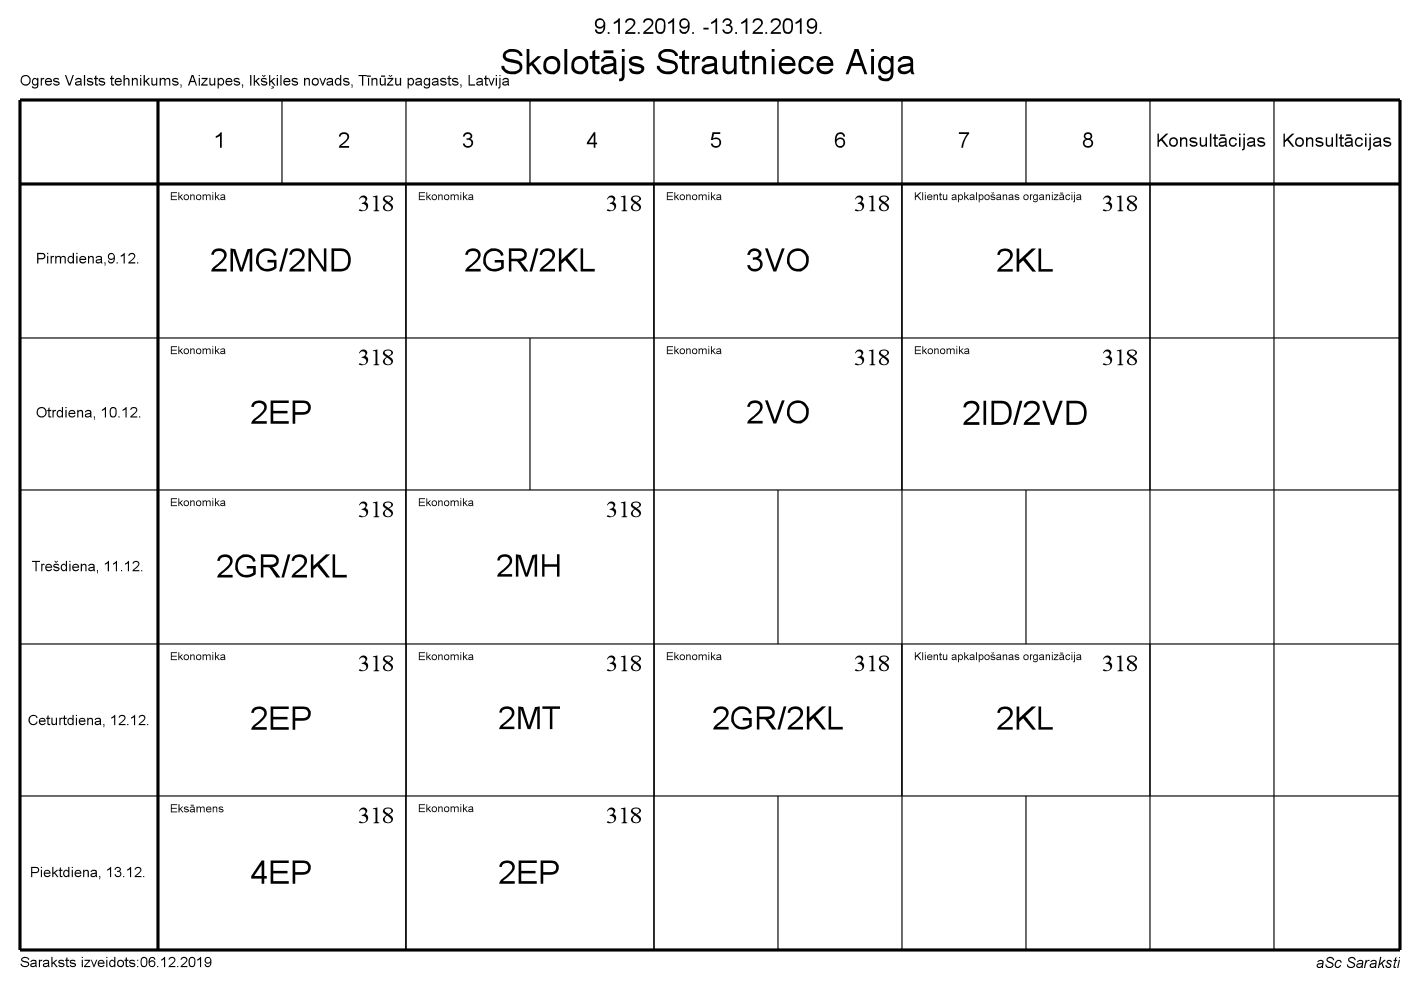 9.12.2019. -13.12.2019.
Skolotājs Strautniece Aiga
Ogres Valsts tehnikums, Aizupes, Ikšķiles novads, Tīnūžu pagasts, Latvija
1 2 3 4 5 6 7 8 Konsultācijas Konsultācijas
Ekonomika 318 Ekonomika 318 Ekonomika 318 Klientu apkalpošanas organizācija 318
Pirmdiena,9.12. 2MG/2ND 2GR/2KL 3VO 2KL
Ekonomika 318 Ekonomika 318 Ekonomika 318
Otrdiena, 10.12. 2EP 2VO 2ID/2VD
Ekonomika 318 Ekonomika 318
Trešdiena, 11.12. 2GR/2KL 2MH
Ekonomika 318 Ekonomika 318 Ekonomika 318 Klientu apkalpošanas organizācija 318
Ceturtdiena, 12.12. 2EP 2MT 2GR/2KL 2KL
Eksāmens 318 Ekonomika 318
Piektdiena, 13.12. 4EP 2EP
Saraksts izveidots:06.12.2019 aSc Saraksti